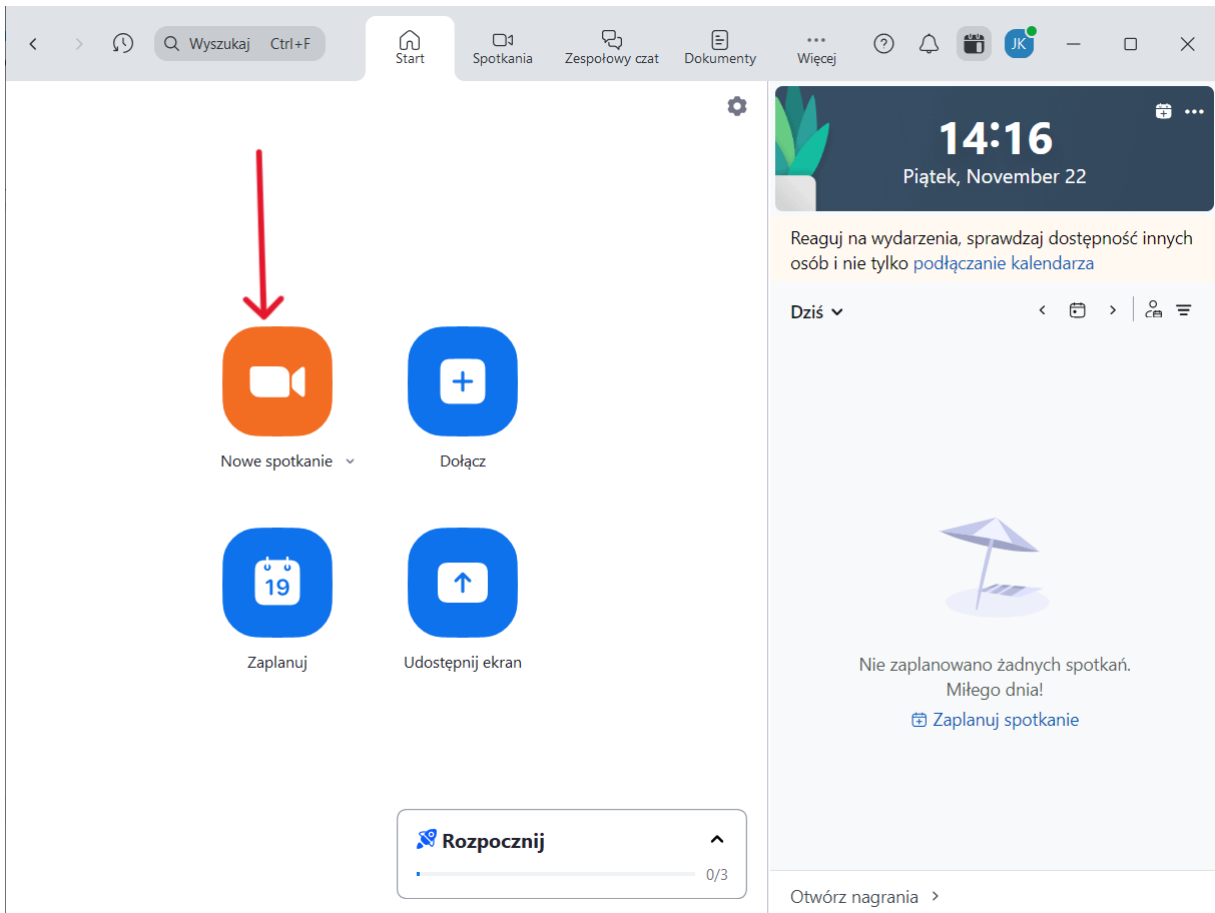 Wyszukaj Ctrl+F
Start
Spotkania
Zespołowy czat
Dokumenty
Więcej
JK
14:16
Piątek, November 22
Reaguj na wydarzenia, sprawdzaj dostępność innych
osób i nie tylko podłączanie kalendarza
Dziś
Nowe spotkanie
Dołącz
19
Zaplanuj
Udostępnij ekran
Nie zaplanowano żadnych spotkań.
Miłego dnia!
Zaplanuj spotkanie
Rozpocznij
0/3
Otwórz nagrania